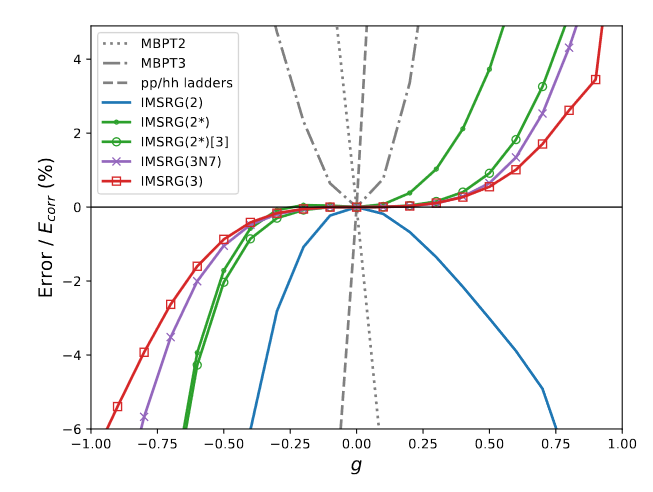 MBPT2
MBPT3
pp/hh ladders
IMSRG(2)
IMSRG(2*)
IMSRG(2*)[3]
IMSRG(3N7)
IMSRG(3)
4
2
0
−2
−4
−6
Error / E_corr (%)
−1.00 −0.75 −0.50 −0.25 0.00 0.25 0.50 0.75 1.00
g